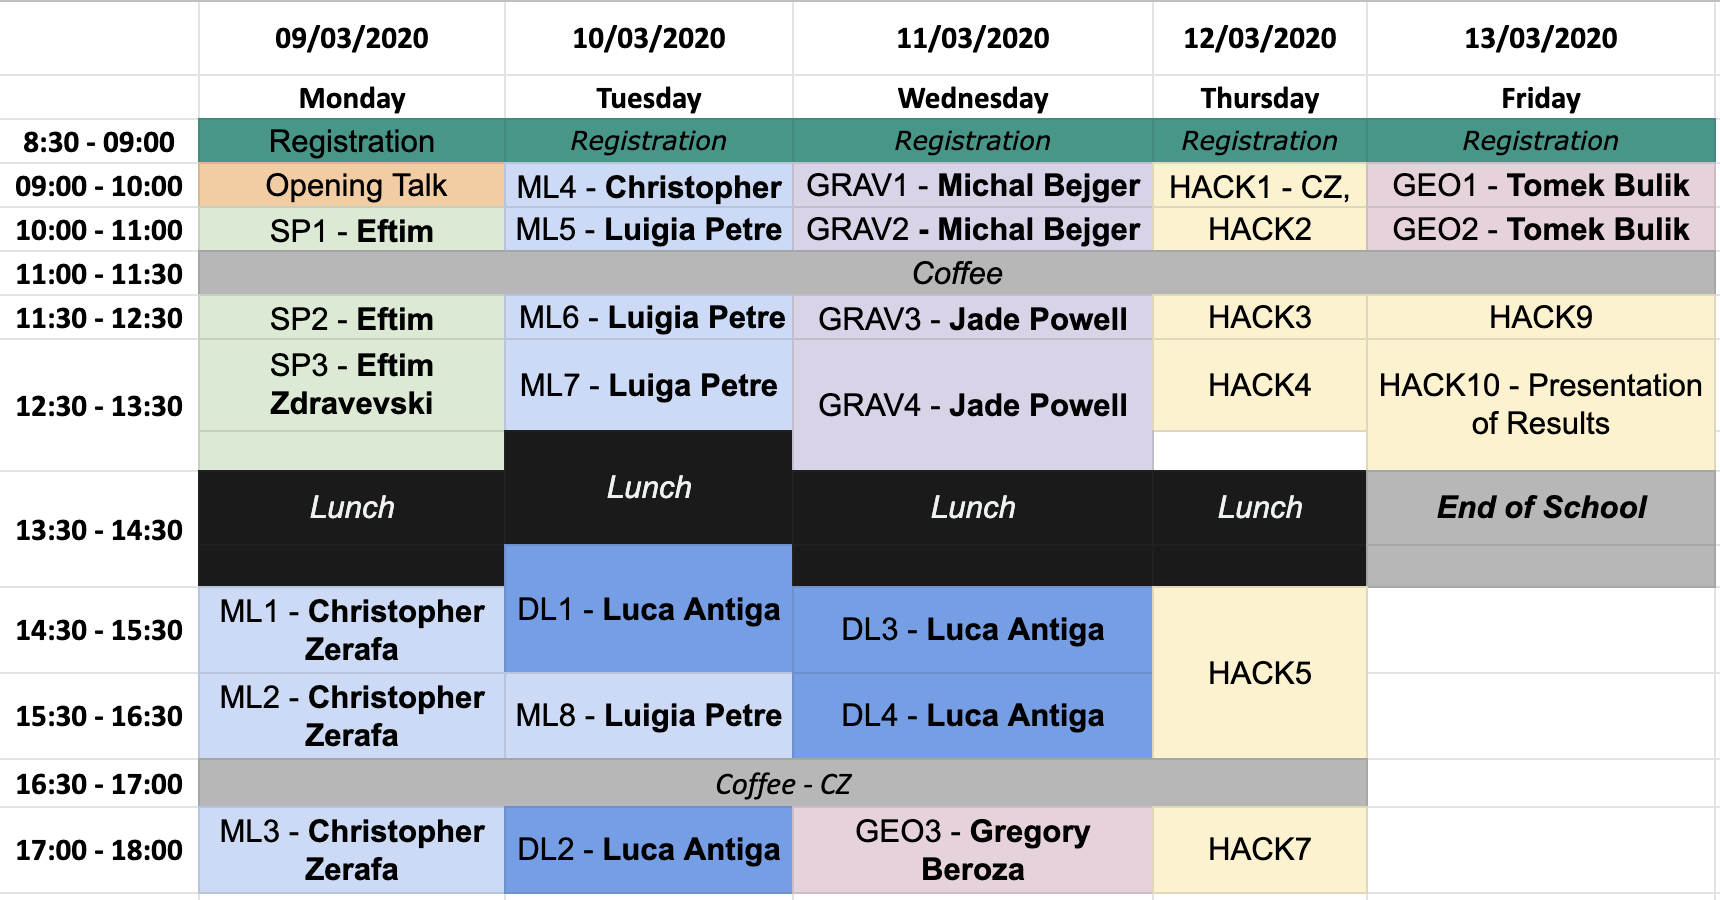 09/03/2020 10/03/2020 11/03/2020 12/03/2020 13/03/2020
Monday Tuesday Wednesday Thursday Friday
8:30 - 09:00 Registration Registration Registration Registration Registration
09:00 - 10:00 Opening Talk ML4 - Christopher GRAV1 - Michal Bejger HACK1 - CZ, GEO1 - Tomek Bulik
10:00 - 11:00 SP1 - Eftim ML5 - Luigia Petre GRAV2 - Michal Bejger HACK2 GEO2 - Tomek Bulik
11:00 - 11:30 Coffee
11:30 - 12:30 SP2 - Eftim ML6 - Luigia Petre GRAV3 - Jade Powell HACK3 HACK9
12:30 - 13:30
SP3 - Eftim
Zdravevski
ML7 - Luiga Petre
GRAV4 - Jade Powell
HACK4
HACK10 - Presentation
of Results
13:30 - 14:30 Lunch Lunch Lunch Lunch End of School
14:30 - 15:30
ML1 - Christopher
Zerafa
DL1 - Luca Antiga
DL3 - Luca Antiga
HACK5
15:30 - 16:30
ML2 - Christopher
Zerafa
ML8 - Luigia Petre
DL4 - Luca Antiga
16:30 - 17:00 Coffee - CZ
17:00 - 18:00
ML3 - Christopher
Zerafa
DL2 - Luca Antiga
GEO3 - Gregory
Beroza
HACK7